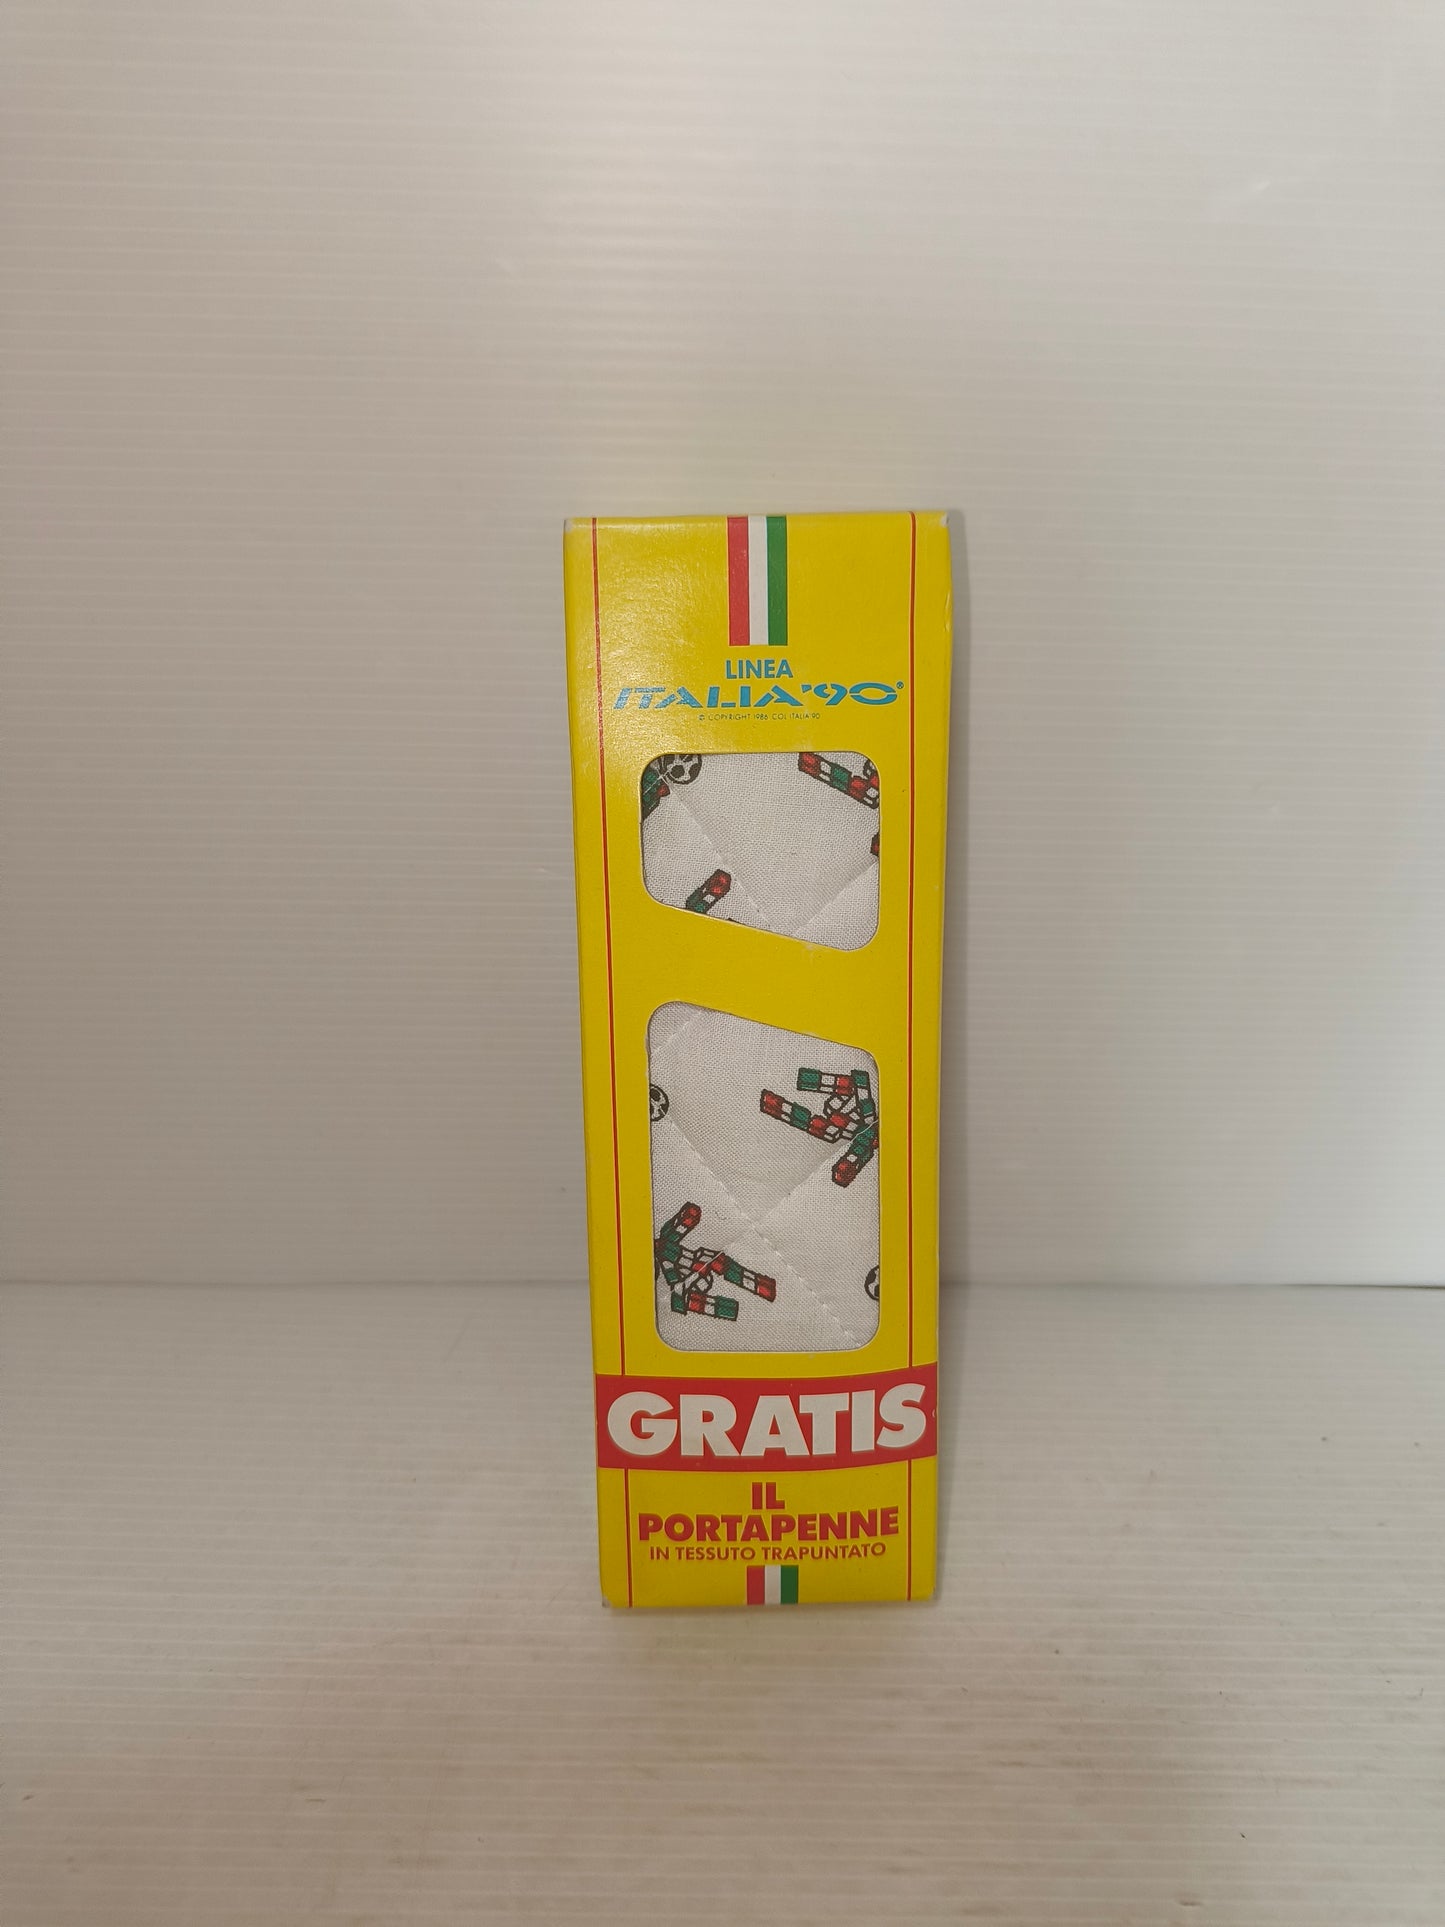 LINEA
ITALIA'90®
© COPYRIGHT 1986 COL ITALIA '90
GRATIS
IL
PORTAPENNE
IN TESSUTO TRAPUNTATO